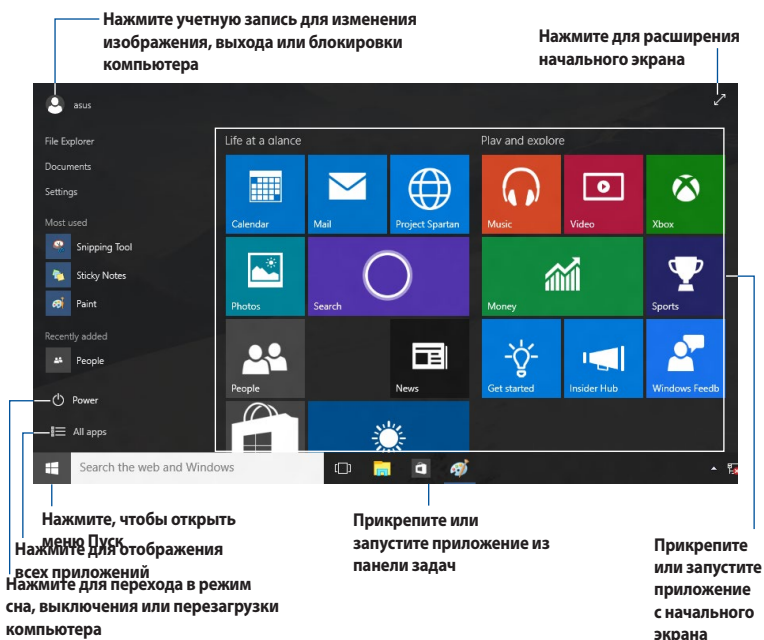 Нажмите учетную запись для изменения
изображения, выхода или блокировки
компьютера
Нажмите для расширения
начального экрана
asus
File Explorer
Documents
Settings
Most used
Snipping Tool
Sticky Notes
Paint
Recently added
People
Power
All apps
Life at a glance
Play and explore
Calendar
Mail
Project Spartan
Music
Video
Xbox
Photos
Search
Money
Sports
People
News
Get started
Insider Hub
Windows Feedb
Search the web and Windows
Нажмите, чтобы открыть
меню Пуск
Нажмите для отображения
всех приложений
Нажмите для перехода в режим
сна, выключения или перезагрузки
компьютера
Прикрепите или
запустите приложение из
панели задач
Прикрепите
или запустите
приложение
с начального
экрана